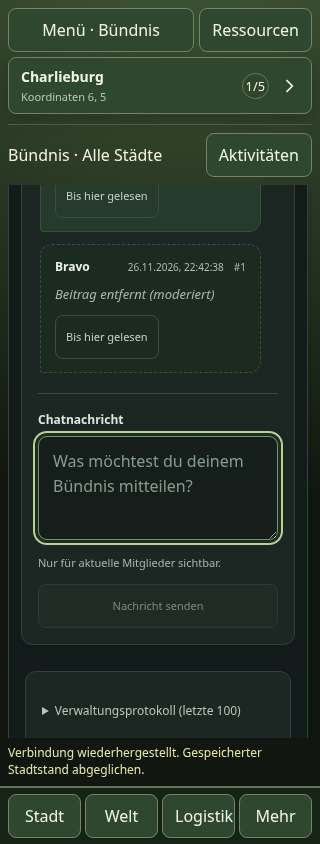 Menü · Bündnis
Ressourcen
Charlieburg
Koordinaten 6, 5
1/5
Bündnis · Alle Städte
Aktivitäten
Bis hier gelesen
Bravo
26.11.2026, 22:42:38 #1
Beitrag entfernt (moderiert)
Bis hier gelesen
Chatnachricht
Was möchtest du deinem
Bündnis mitteilen?
Nur für aktuelle Mitglieder sichtbar.
Nachricht senden
Verwaltungsprotokoll (letzte 100)
Verbindung wiederhergestellt. Gespeicherter
Stadtstand abgeglichen.
Stadt
Welt
Logistik
Mehr